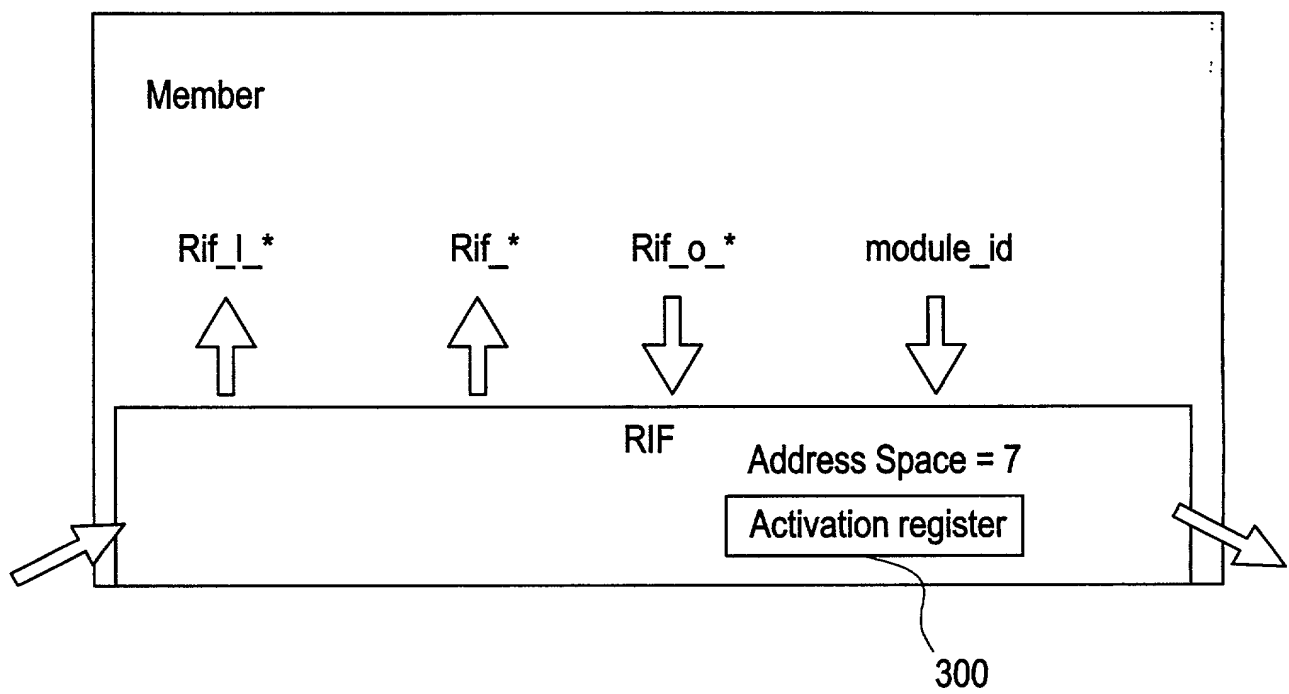 Member
Rif_I_* Rif_* Rif_o_* module_id
RIF
Address Space = 7
Activation register
300